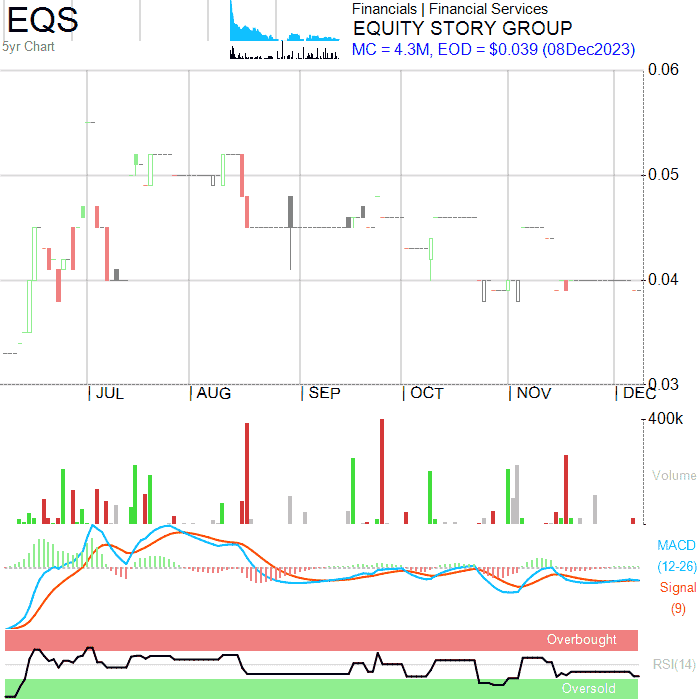 EQS
5yr Chart
Financials | Financial Services
EQUITY STORY GROUP
MC = 4.3M, EOD = $0.039 (08Dec2023)
0.06
0.05
0.04
0.03
JUL
AUG
SEP
OCT
NOV
DEC
400k
Volume
MACD
(12-26)
Signal
(9)
Overbought
RSI(14)
Oversold